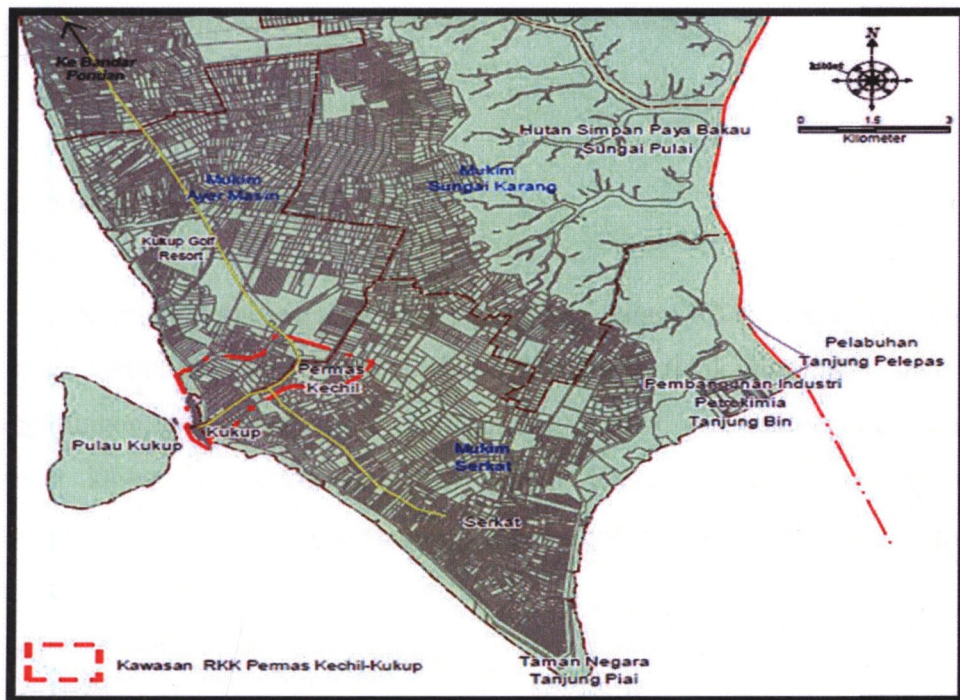 Ke Bandar
Pontian
N
0 1.5 3
Kilometer
Hutan Simpan Paya Bakau
Sungai Pulai
Mukim
Sungai Karang
Mukim
Ayer Masin
Kukup Golf
Resort
Pelabuhan
Tanjung Pelepas
Permas
Kechil
Pembangunan Industri
Petrokimia
Tanjung Bin
Kukup
Pulau Kukup
Mukim
Serkat
Serkat
Kawasan RKK Permas Kechil-Kukup
Taman Negara
Tanjung Piai